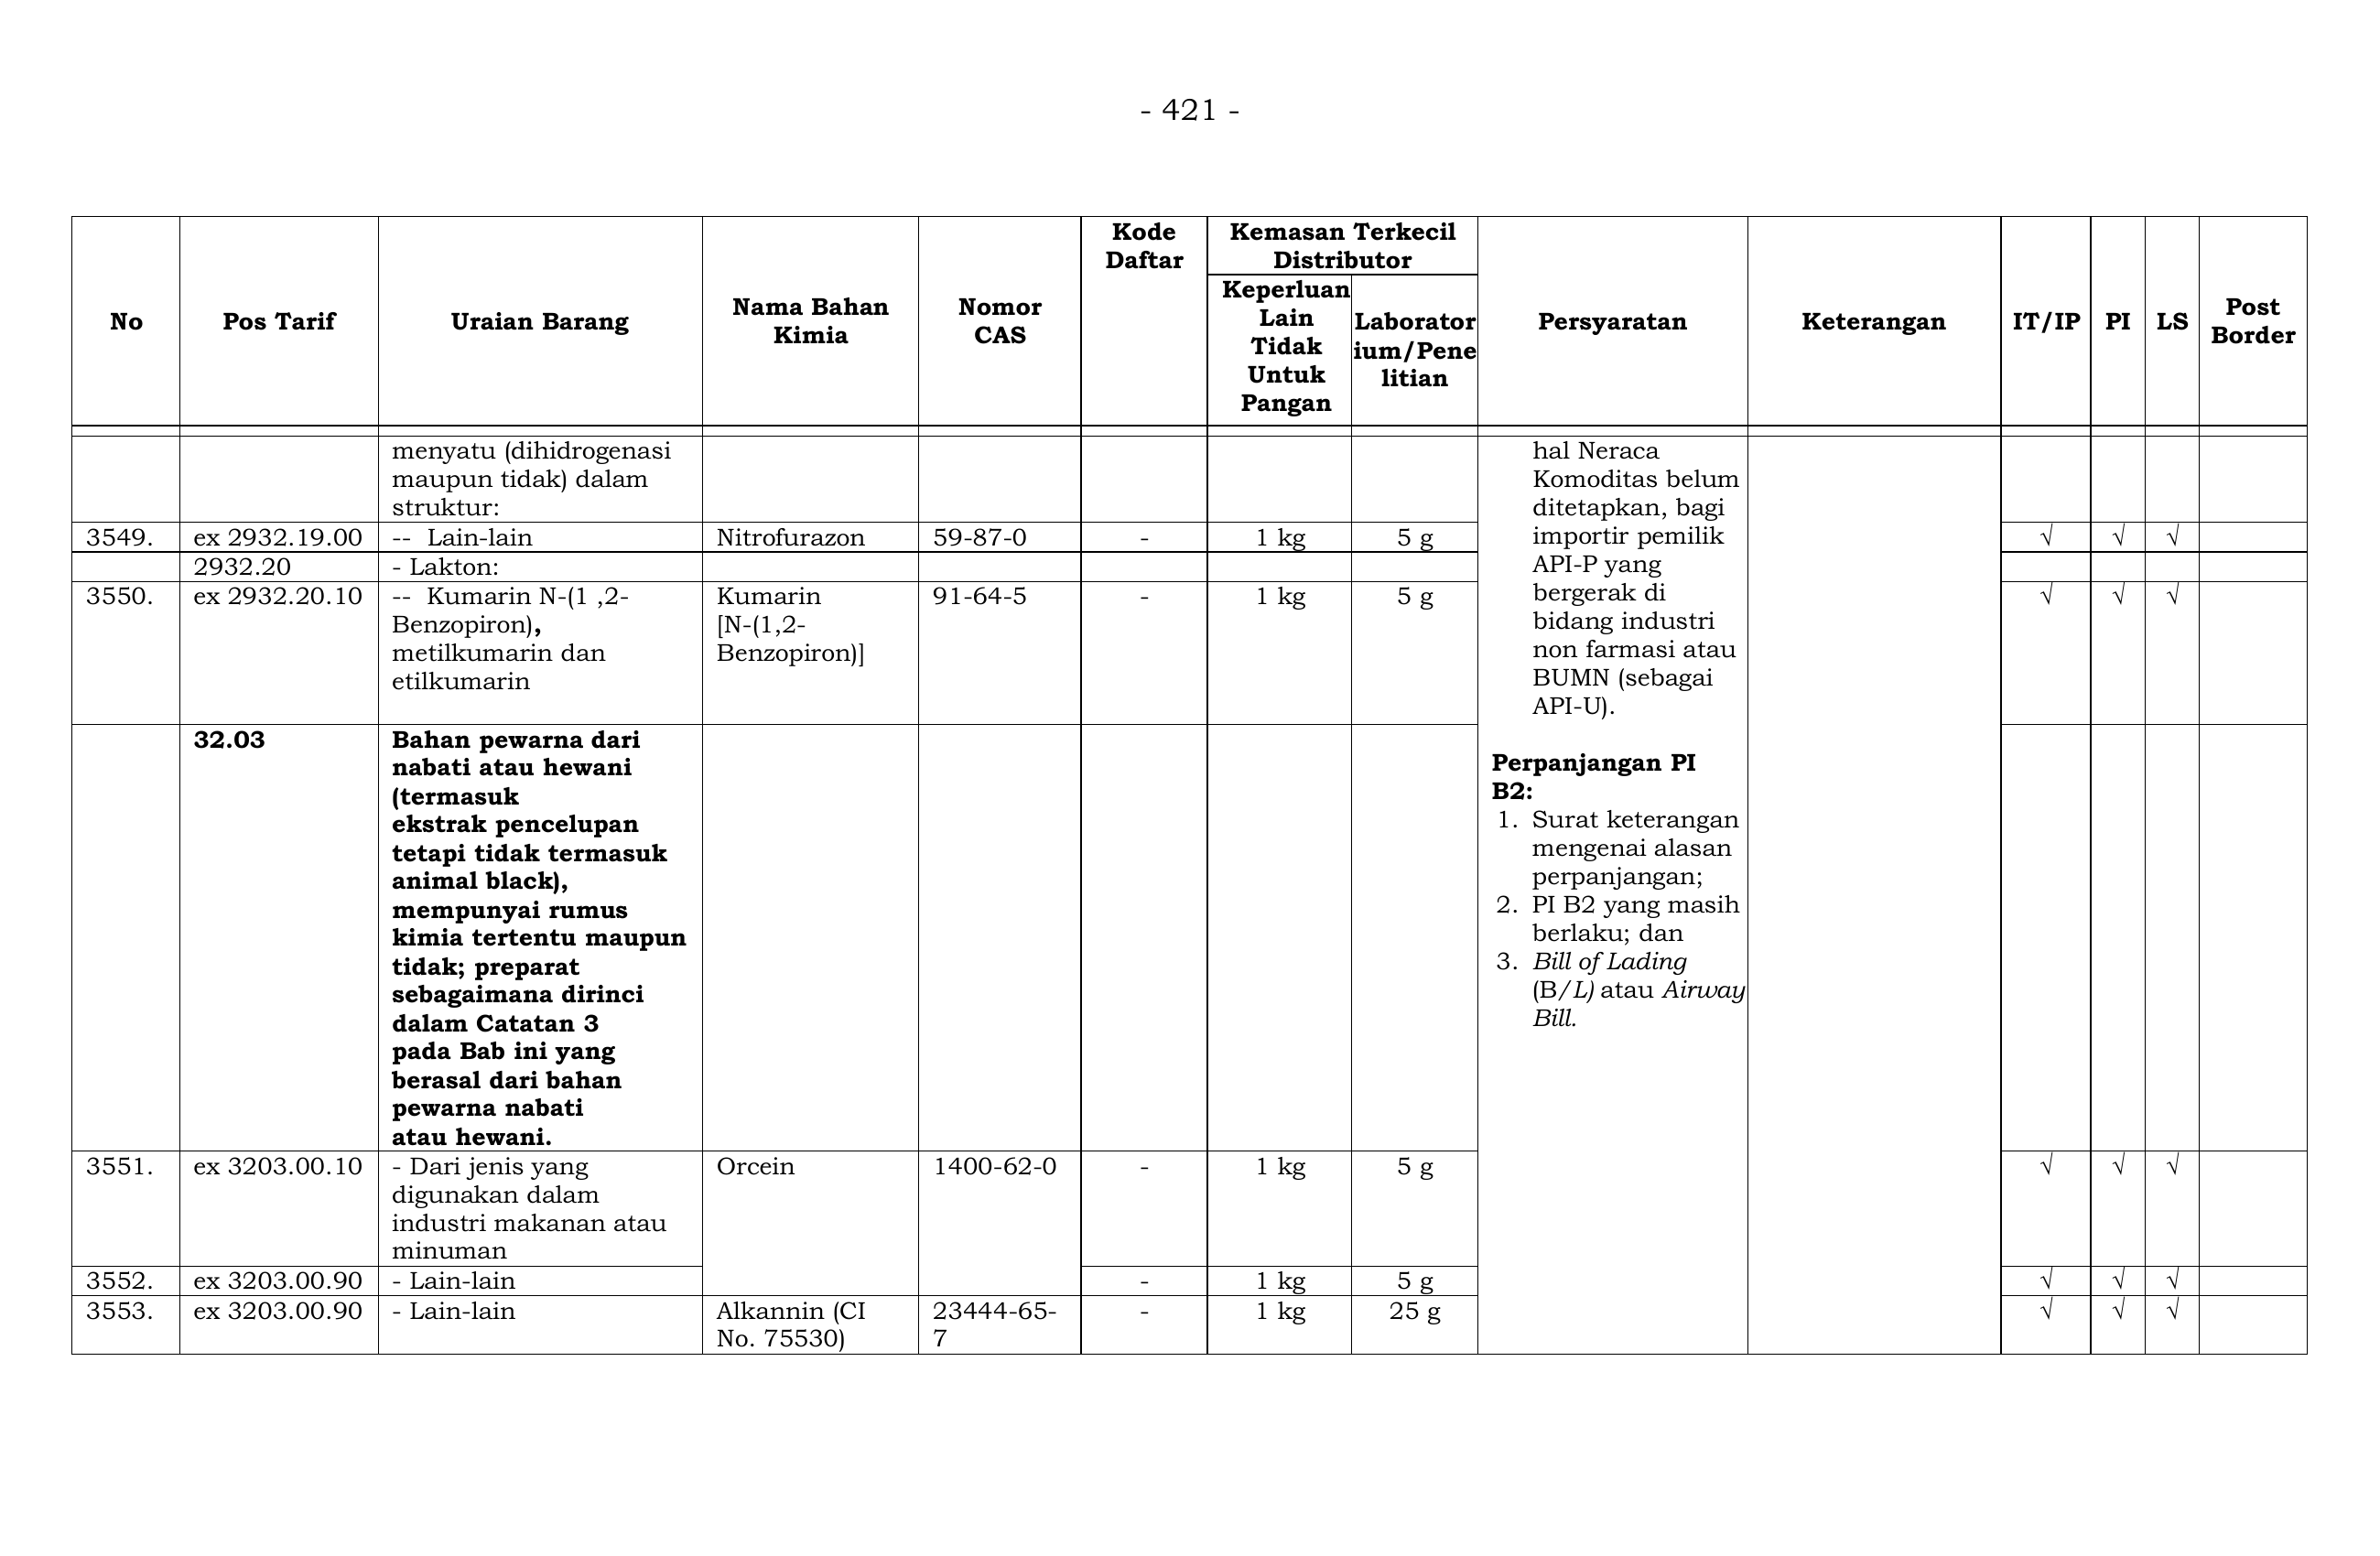 - 421 -
No
Pos Tarif
Uraian Barang
Nama Bahan
Kimia
Nomor
CAS
Kode
Daftar
Kemasan Terkecil
Distributor
Keperluan
Lain
Tidak
Untuk
Pangan
Laborator
ium/Pene
litian
Persyaratan
Keterangan
IT/IP
PI
LS
Post
Border
menyatu (dihidrogenasi
maupun tidak) dalam
struktur:
3549. ex 2932.19.00 -- Lain-lain Nitrofurazon 59-87-0 - 1 kg 5 g √ √ √
2932.20 - Lakton:
3550. ex 2932.20.10 -- Kumarin N-(1 ,2- Kumarin 91-64-5 - 1 kg 5 g √ √ √
Benzopiron), [N-(1,2-
metilkumarin dan Benzopiron)]
etilkumarin
32.03 Bahan pewarna dari
nabati atau hewani
(termasuk
ekstrak pencelupan
tetapi tidak termasuk
animal black),
mempunyai rumus
kimia tertentu maupun
tidak; preparat
sebagaimana dirinci
dalam Catatan 3
pada Bab ini yang
berasal dari bahan
pewarna nabati
atau hewani.
3551. ex 3203.00.10 - Dari jenis yang Orcein 1400-62-0 - 1 kg 5 g √ √ √
digunakan dalam
industri makanan atau
minuman
3552. ex 3203.00.90 - Lain-lain - 1 kg 5 g √ √ √
3553. ex 3203.00.90 - Lain-lain Alkannin (CI 23444-65- - 1 kg 25 g √ √ √
No. 75530) 7
hal Neraca
Komoditas belum
ditetapkan, bagi
importir pemilik
API-P yang
bergerak di
bidang industri
non farmasi atau
BUMN (sebagai
API-U).
Perpanjangan PI
B2:
1. Surat keterangan
mengenai alasan
perpanjangan;
2. PI B2 yang masih
berlaku; dan
3. Bill of Lading
(B/L) atau Airway
Bill.